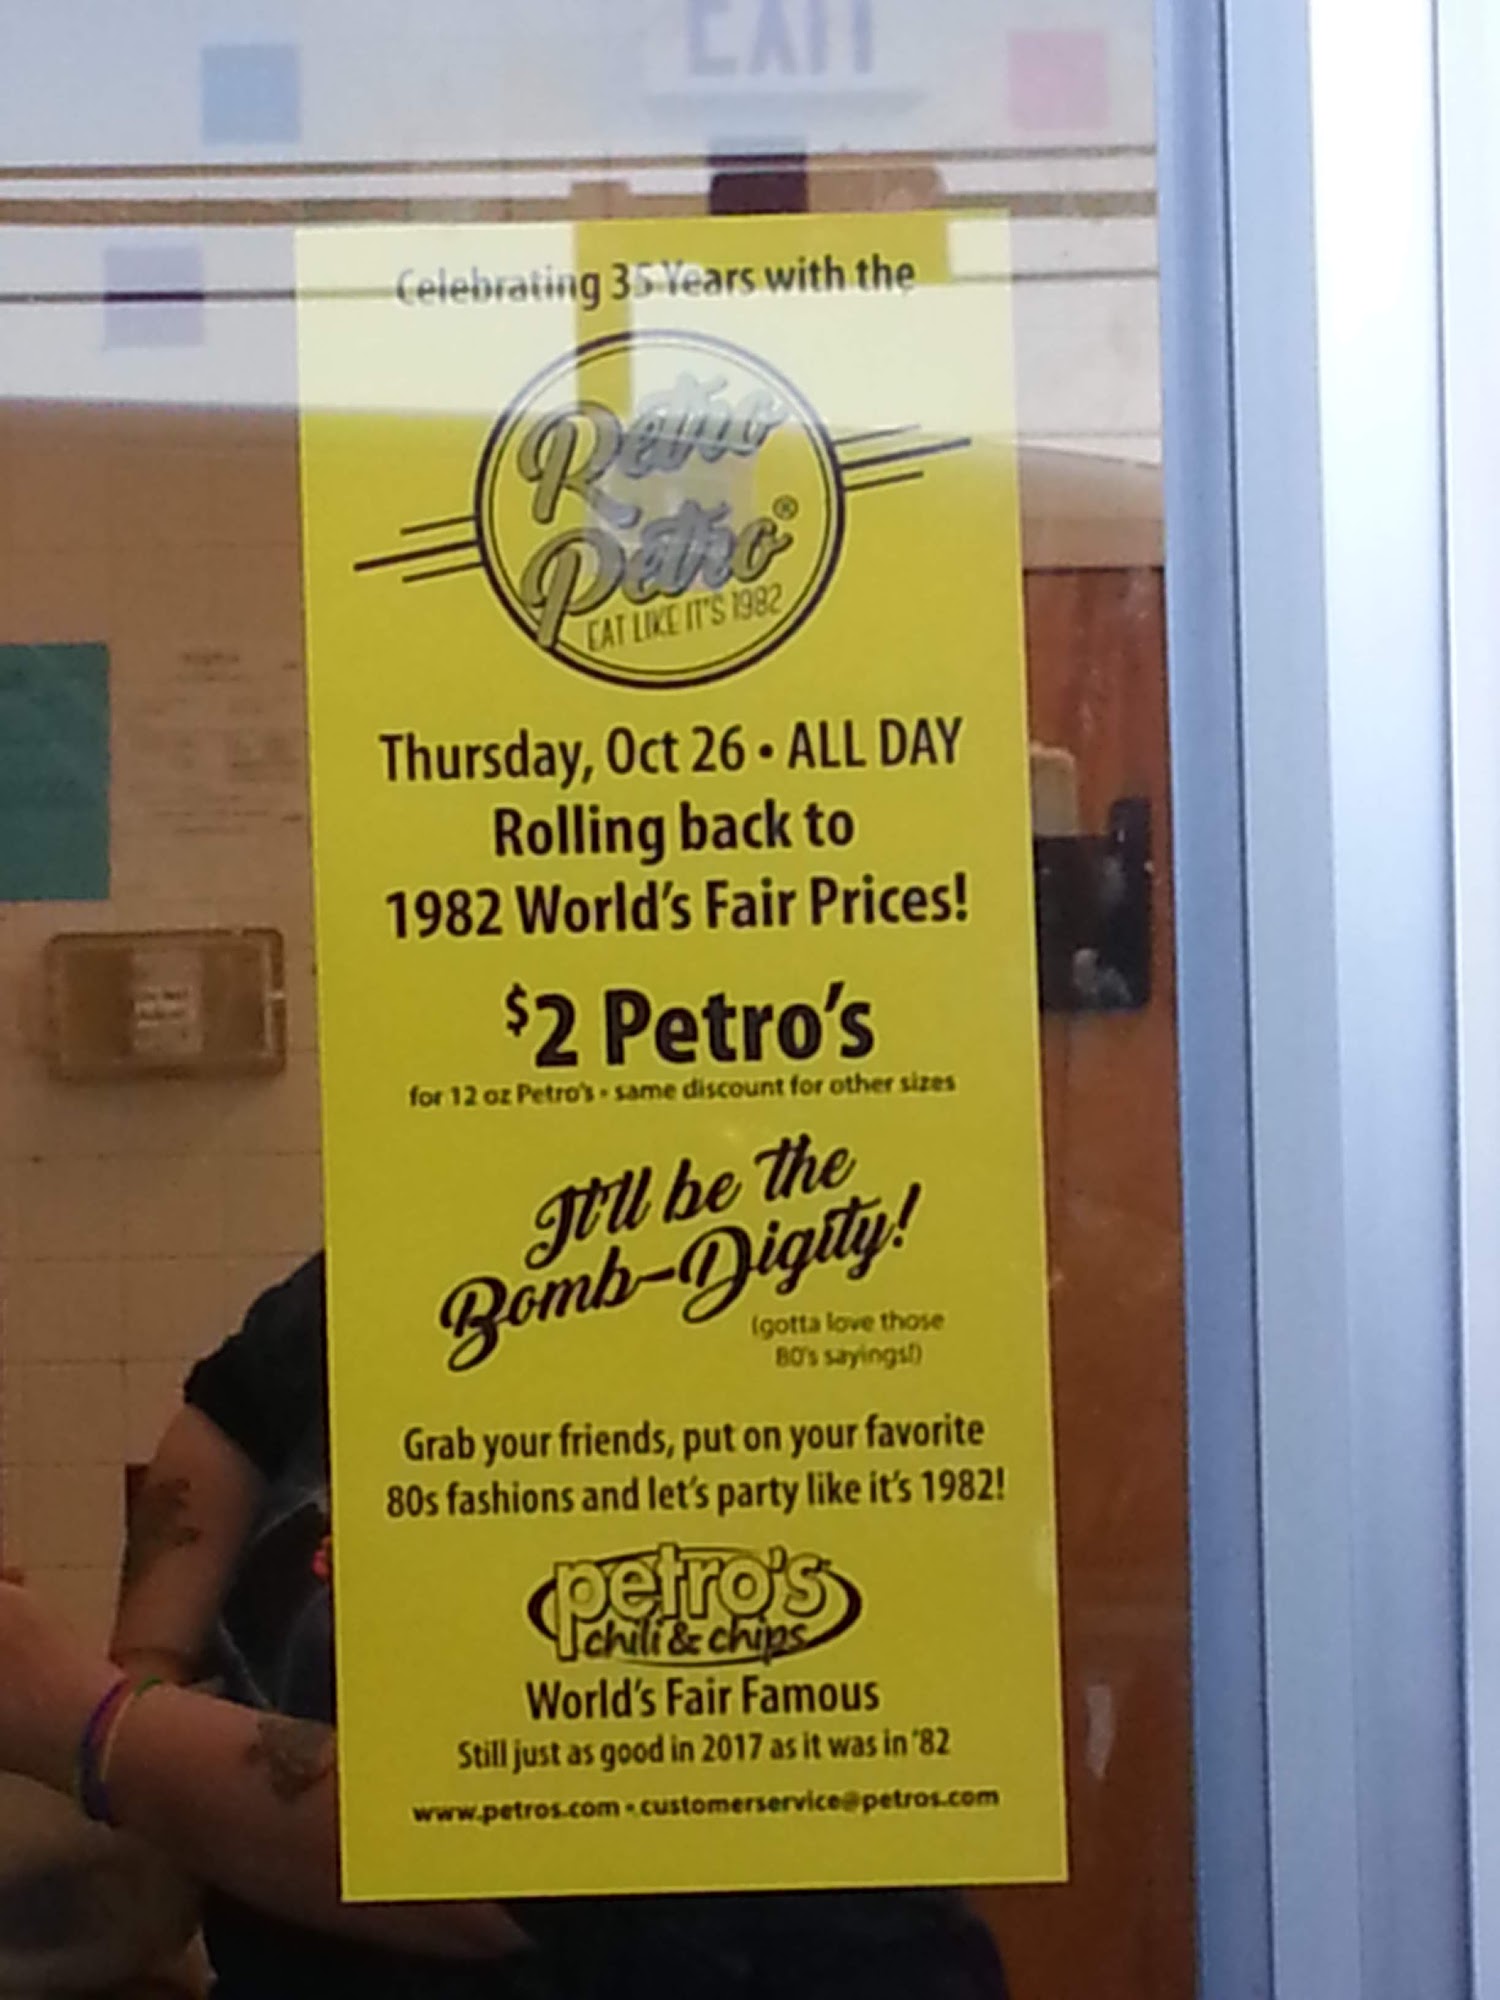 EXIT
Celebrating 35 Years with the
Retro
Petro®
EAT LIKE IT'S 1982
Thursday, Oct 26 • ALL DAY
Rolling back to
1982 World's Fair Prices!
$2 Petro's
for 12 oz Petro's • same discount for other sizes
It'll be the
Bomb-Digity!
(gotta love those
80's sayings!)
Grab your friends, put on your favorite
80s fashions and let's party like it's 1982!
petro's
chili & chips
World's Fair Famous
Still just as good in 2017 as it was in '82
www.petros.com • customerservice@petros.com